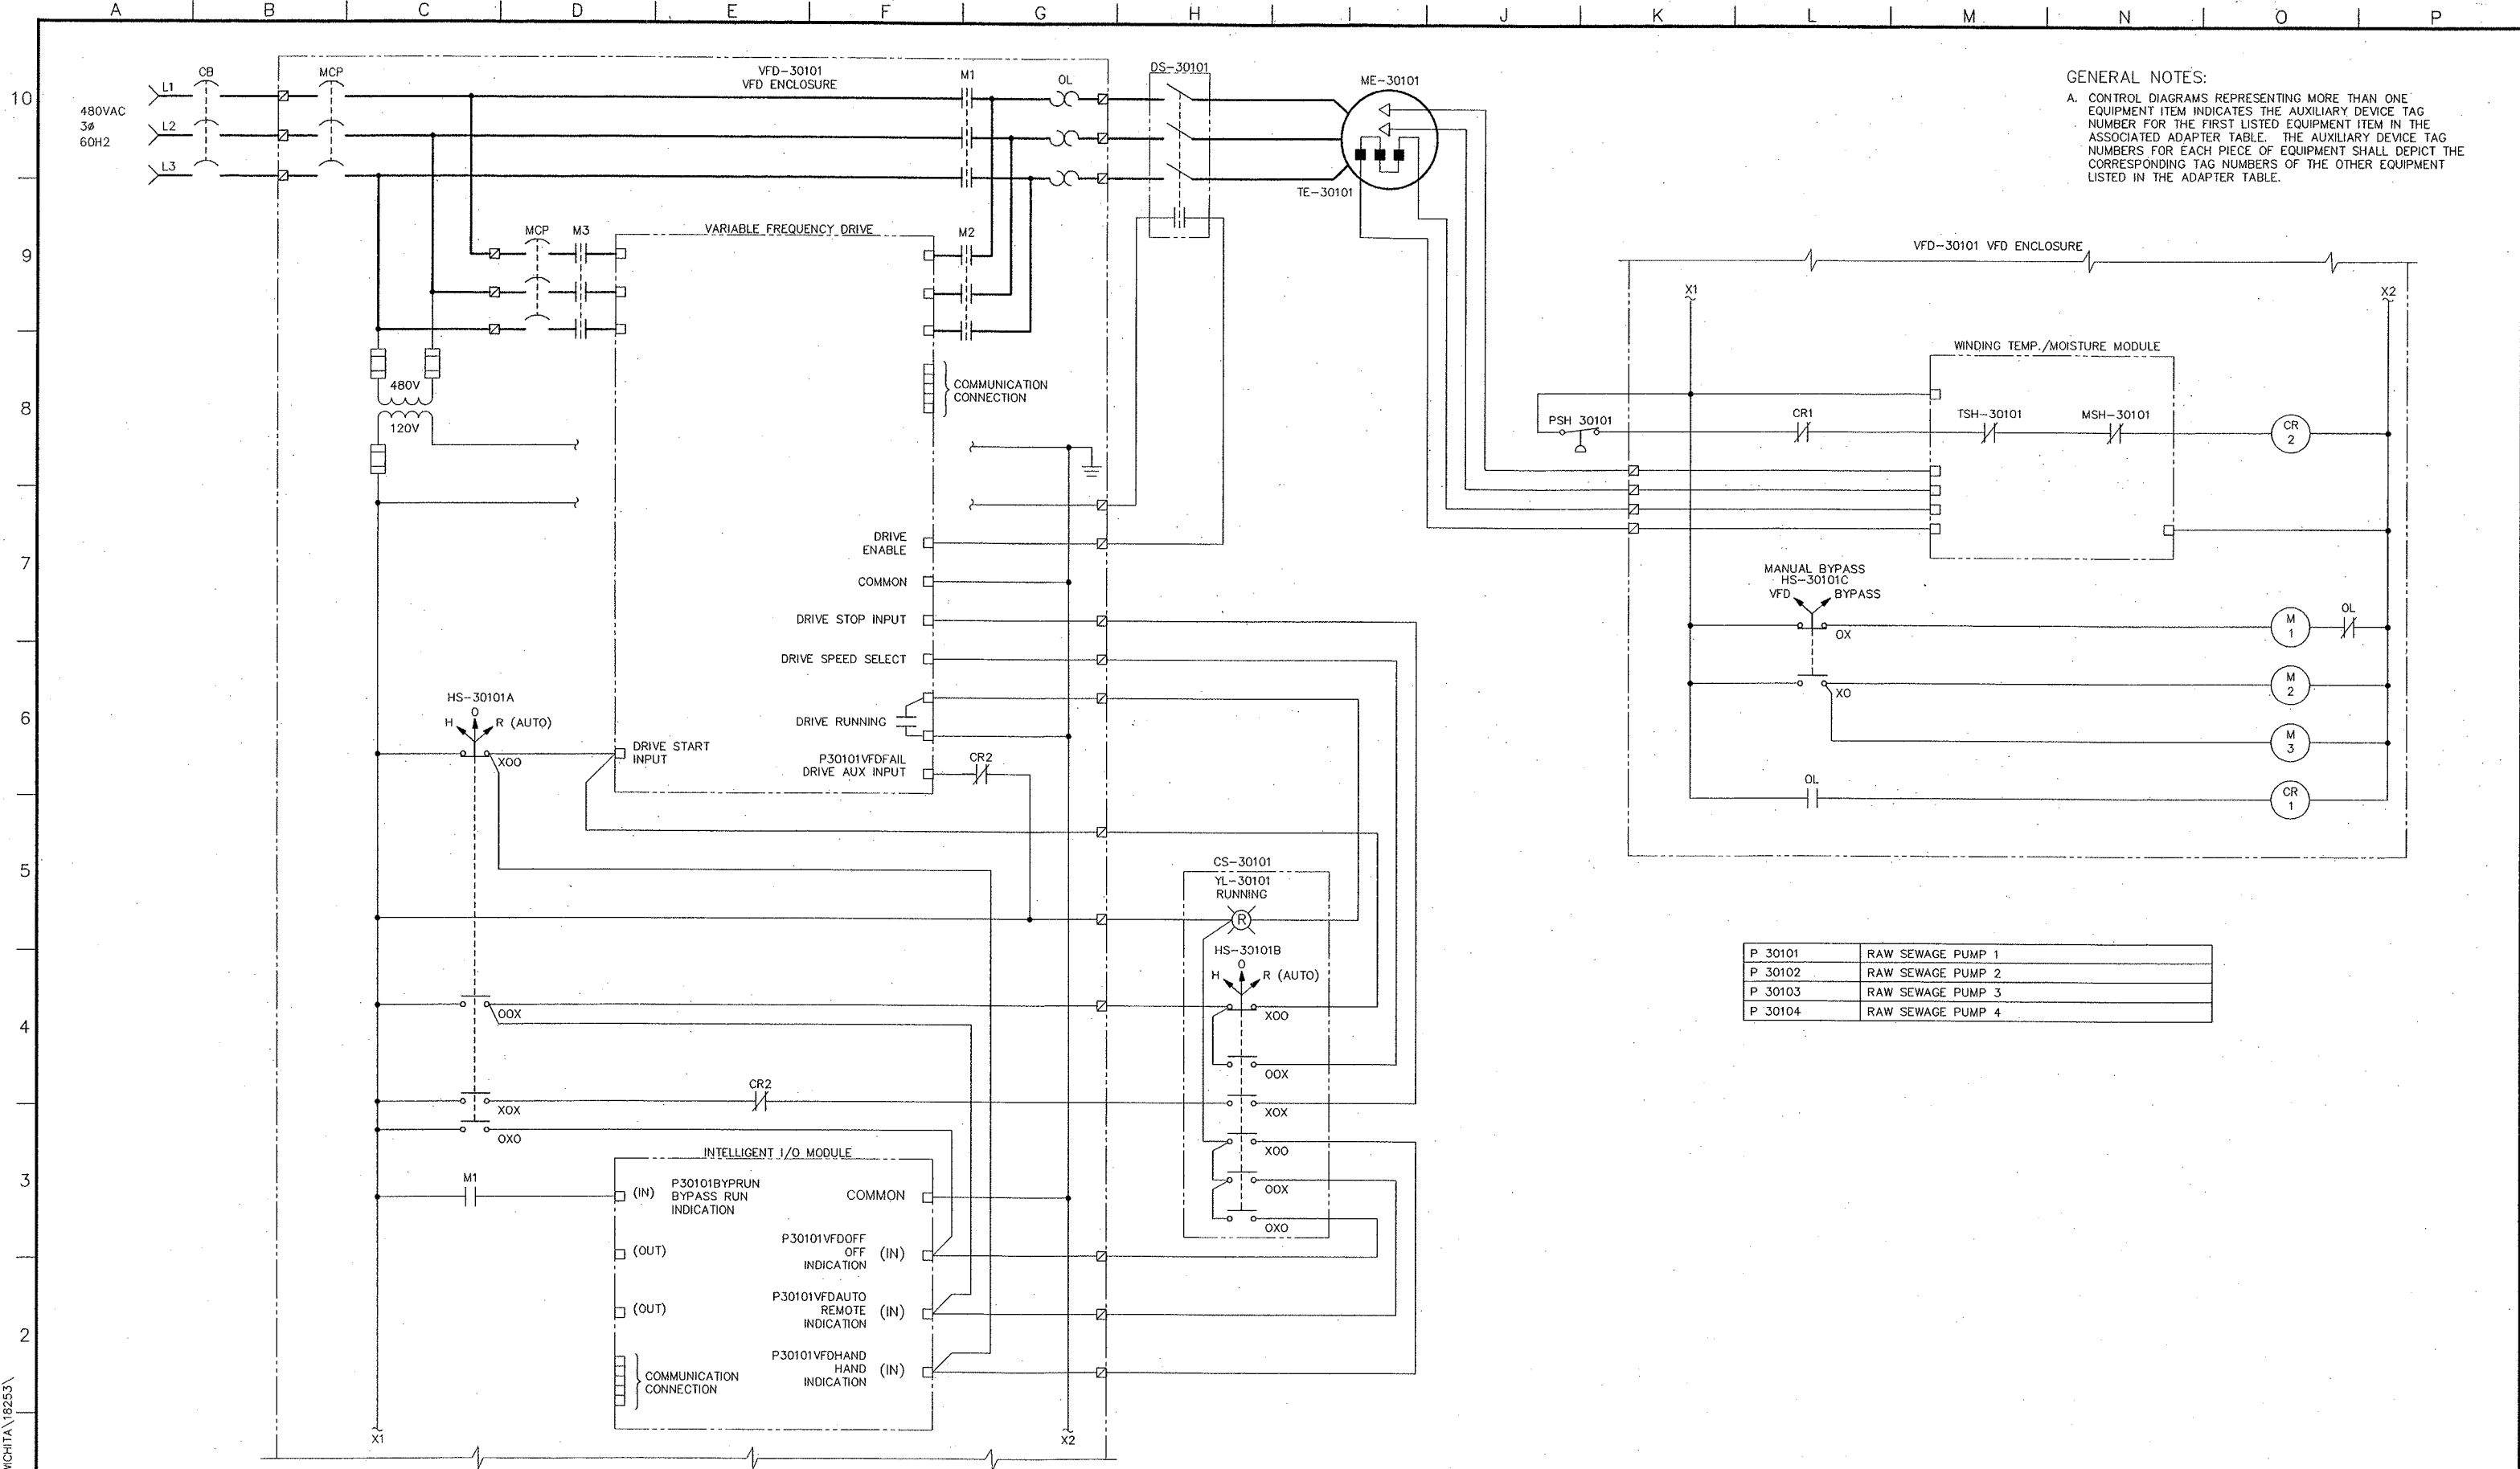 A B C D E F G H I J K L M N O P
10
9
8
7
6
5
4
3
2
WICHITA\18253\
480VAC
3ø
60H2
L1
L2
L3
CB
MCP
VFD-30101
VFD ENCLOSURE
M1
OL
DS-30101
ME-30101
TE-30101
MCP
M3
VARIABLE FREQUENCY DRIVE
M2
480V
120V
COMMUNICATION
CONNECTION
DRIVE
ENABLE
COMMON
DRIVE STOP INPUT
DRIVE SPEED SELECT
DRIVE RUNNING
P30101VFDFAIL
DRIVE AUX INPUT
CR2
DRIVE START
INPUT
HS-30101A
O
H
R (AUTO)
XOO
OOX
XOX
OXO
CR2
CS-30101
YL-30101
RUNNING
R
HS-30101B
O
H
R (AUTO)
XOO
OOX
XOX
XOO
OOX
OXO
INTELLIGENT I/O MODULE
M1
(IN)
P30101BYPRUN
BYPASS RUN
INDICATION
COMMON
(OUT)
P30101VFDOFF
OFF (IN)
INDICATION
(OUT)
P30101VFDAUTO
REMOTE (IN)
INDICATION
P30101VFDHAND
HAND (IN)
INDICATION
COMMUNICATION
CONNECTION
X1
X2
GENERAL NOTES:
A. CONTROL DIAGRAMS REPRESENTING MORE THAN ONE
EQUIPMENT ITEM INDICATES THE AUXILIARY DEVICE TAG
NUMBER FOR THE FIRST LISTED EQUIPMENT ITEM IN THE
ASSOCIATED ADAPTER TABLE. THE AUXILIARY DEVICE TAG
NUMBERS FOR EACH PIECE OF EQUIPMENT SHALL DEPICT THE
CORRESPONDING TAG NUMBERS OF THE OTHER EQUIPMENT
LISTED IN THE ADAPTER TABLE.
VFD-30101 VFD ENCLOSURE
X1
X2
WINDING TEMP./MOISTURE MODULE
PSH 30101
CR1
TSH-30101
MSH-30101
CR
2
MANUAL BYPASS
HS-30101C
VFD
BYPASS
OX
M
1
OL
XO
M
2
M
3
OL
CR
1
P 30101 RAW SEWAGE PUMP 1
P 30102 RAW SEWAGE PUMP 2
P 30103 RAW SEWAGE PUMP 3
P 30104 RAW SEWAGE PUMP 4